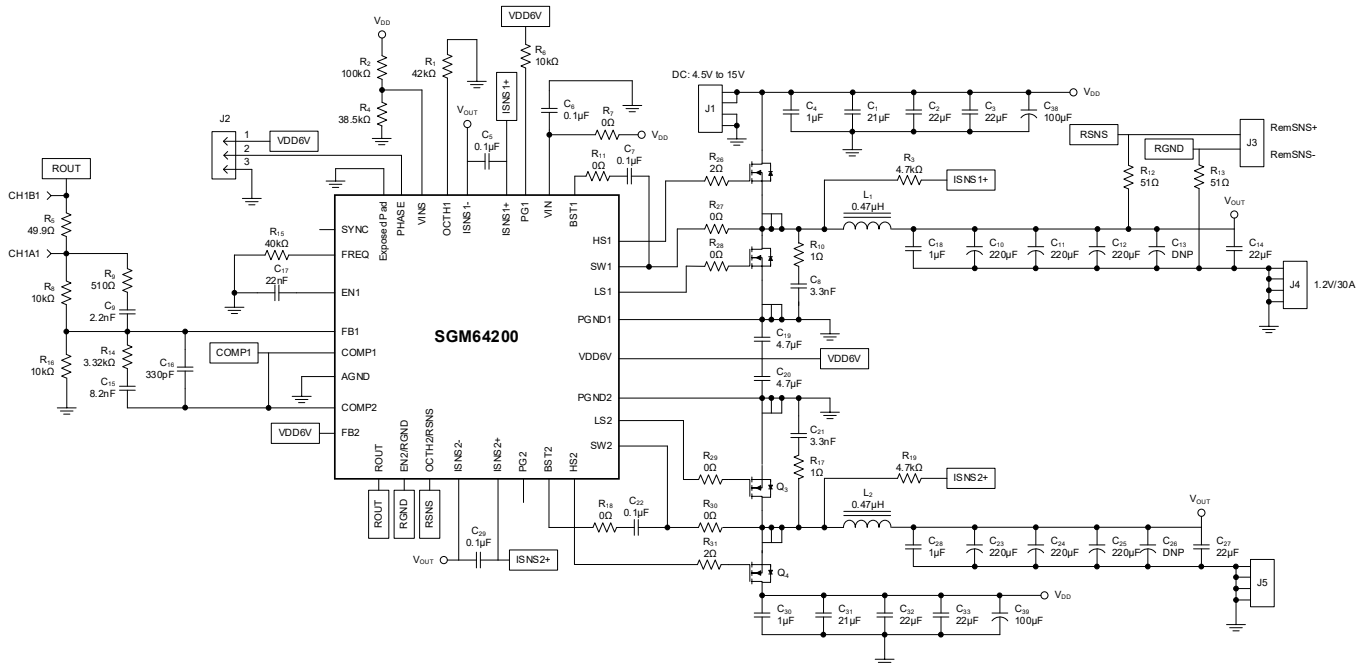 VDD6V
VDD
R2
100kΩ
R4
38.5kΩ
R1
42kΩ
R6
10kΩ
VOUT
C5
0.1μF
ISNS1+
C6
0.1μF
R7
0Ω
VDD
R11
0Ω
C7
0.1μF
J2
1
2
3
VDD6V
DC: 4.5V to 15V
J1
C4
1μF
C1
21μF
C2
22μF
C3
22μF
C38
100μF
VDD
RSNS
RGND
J3
RemSNS+
RemSNS-
R12
51Ω
R13
51Ω
R26
2Ω
R27
0Ω
R28
0Ω
R3
4.7kΩ
ISNS1+
L1
0.47μH
R10
1Ω
C8
3.3nF
VOUT
C18
1μF
C10
220μF
C11
220μF
C12
220μF
C13
DNP
C14
22μF
J4
1.2V/30A
ROUT
CH1B1
R5
49.9Ω
CH1A1
R8
10kΩ
R9
510Ω
C9
2.2nF
R16
10kΩ
R14
3.32kΩ
C15
8.2nF
C16
330pF
R15
40kΩ
C17
22nF
COMP1
VDD6V
Exposed Pad
PHASE
VINS
OCTH1
ISNS1-
ISNS1+
PG1
VIN
BST1
SYNC
FREQ
EN1
FB1
COMP1
AGND
COMP2
FB2
SGM64200
HS1
SW1
LS1
PGND1
VDD6V
PGND2
LS2
SW2
ROUT
EN2/RGND
OCTH2/RSNS
ISNS2-
ISNS2+
PG2
BST2
HS2
C19
4.7μF
VDD6V
C20
4.7μF
C21
3.3nF
R17
1Ω
R29
0Ω
Q3
R19
4.7kΩ
ISNS2+
L2
0.47μH
ROUT
RGND
RSNS
VOUT
C29
0.1μF
ISNS2+
R18
0Ω
C22
0.1μF
R30
0Ω
R31
2Ω
Q4
VOUT
C28
1μF
C23
220μF
C24
220μF
C25
220μF
C26
DNP
C27
22μF
J5
VDD
C30
1μF
C31
21μF
C32
22μF
C33
22μF
C39
100μF